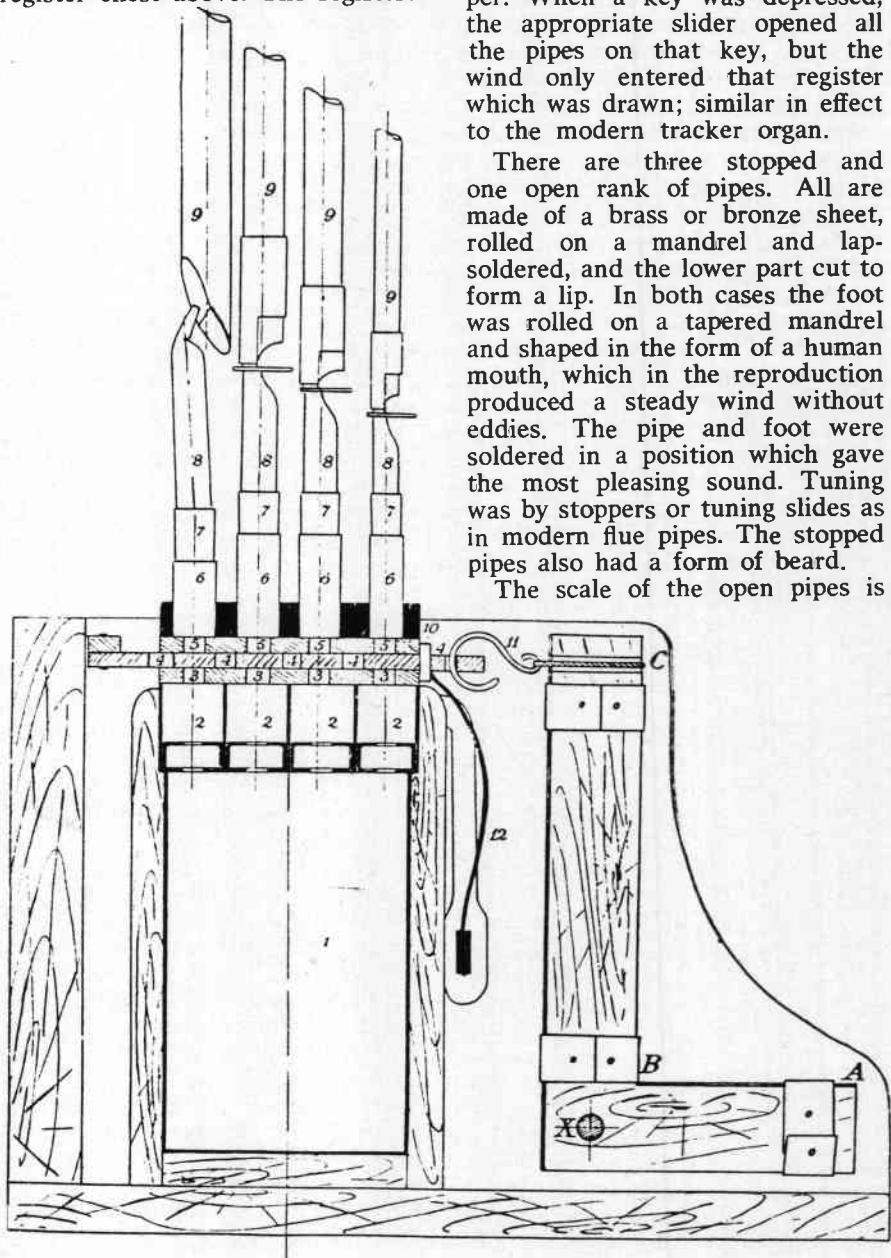 register chest above. The register-
per. When a key was depressed,
the appropriate slider opened all
the pipes on that key, but the
wind only entered that register
which was drawn; similar in effect
to the modern tracker organ.
There are three stopped and
one open rank of pipes. All are
made of a brass or bronze sheet,
rolled on a mandrel and lap-
soldered, and the lower part cut to
form a lip. In both cases the foot
was rolled on a tapered mandrel
and shaped in the form of a human
mouth, which in the reproduction
produced a steady wind without
eddies. The pipe and foot were
soldered in a position which gave
the most pleasing sound. Tuning
was by stoppers or tuning slides as
in modern flue pipes. The stopped
pipes also had a form of beard.
The scale of the open pipes is
9 9 9 9
8 8 8 8
7 7 7 7
6 6 6 6
10
5 5 5 5
4 4 4 4 4
11
C
3 3 3 3
2 2 2 2
12
1
B
A
X